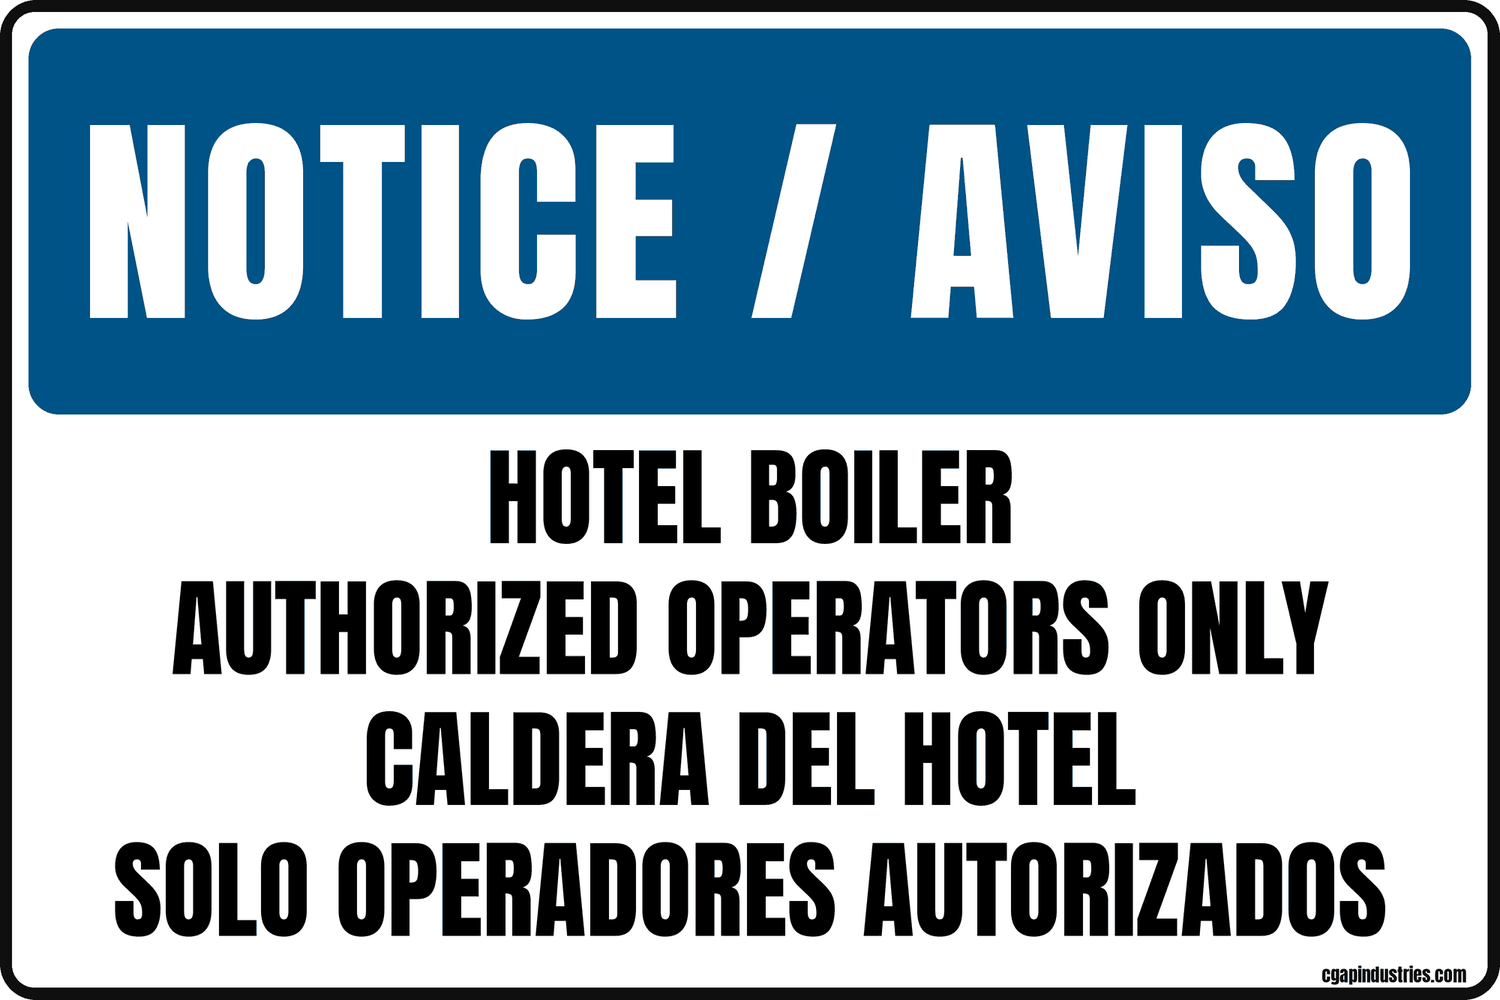 NOTICE / AVISO
HOTEL BOILER
AUTHORIZED OPERATORS ONLY
CALDERA DEL HOTEL
SOLO OPERADORES AUTORIZADOS
cgapindustries.com